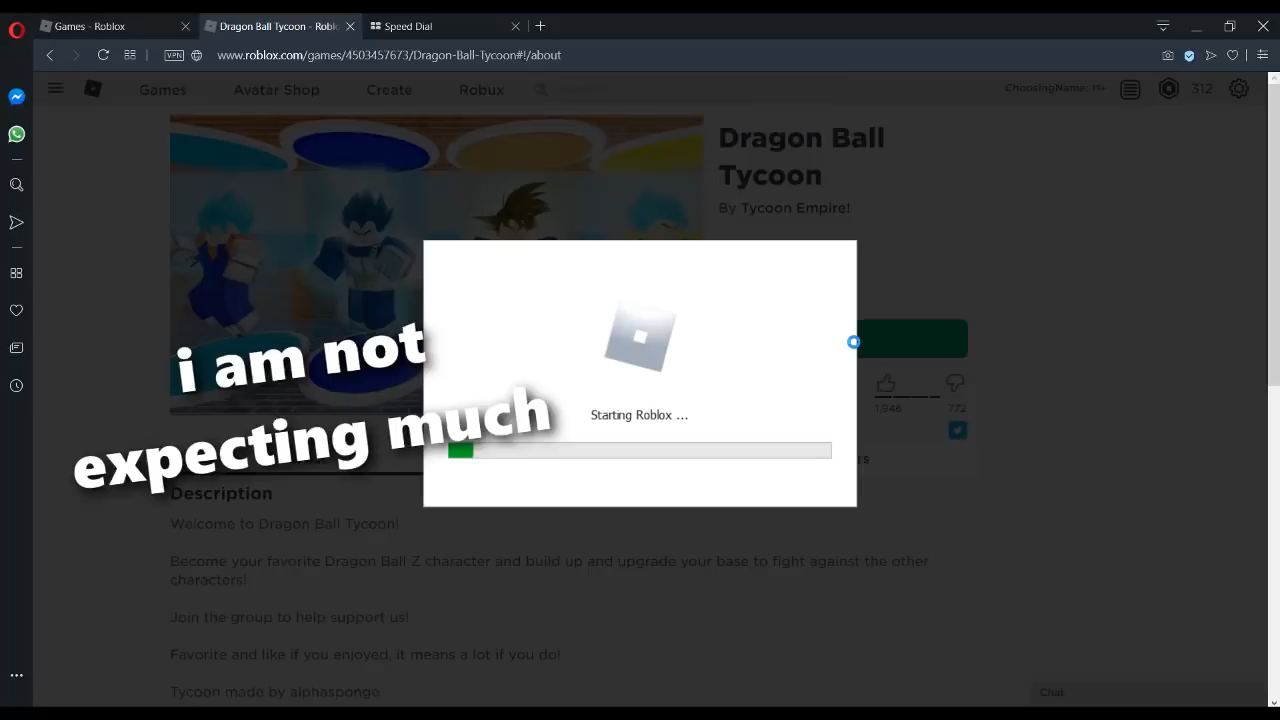 Games - Roblox
Dragon Ball Tycoon - Robl
Speed Dial
VPN
www.roblox.com/games/4503457673/Dragon-Ball-Tycoon#!/about
Games
Avatar Shop
Create
Robux
312
Dragon Ball
Tycoon
By Tycoon Empire!
i am not
expecting much
Starting Roblox ...
1,946
772
Description
Welcome to Dragon Ball Tycoon!
Become your favorite Dragon Ball Z character and build up and upgrade your base to fight against the other
characters!
Join the group to help support us!
Favorite and like if you enjoyed, it means a lot if you do!
Tycoon made by alphasponge
Chat